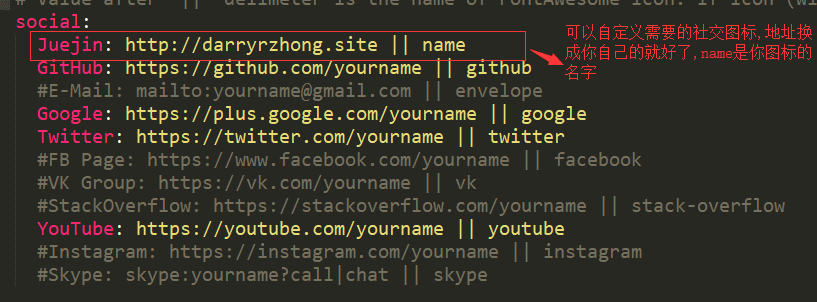 # Value after `||` delimeter is the name of FontAwesome icon. If icon (wi
social:
Juejin: http://darryrzhong.site || name
GitHub: https://github.com/yourname || github
#E-Mail: mailto:yourname@gmail.com || envelope
Google: https://plus.google.com/yourname || google
Twitter: https://twitter.com/yourname || twitter
#FB Page: https://www.facebook.com/yourname || facebook
#VK Group: https://vk.com/yourname || vk
#StackOverflow: https://stackoverflow.com/yourname || stack-overflow
YouTube: https://youtube.com/yourname || youtube
#Instagram: https://instagram.com/yourname || instagram
#Skype: skype:yourname?call|chat || skype
可以自定义需要的社交图标,地址换
成你自己的就好了,name是你图标的
名字